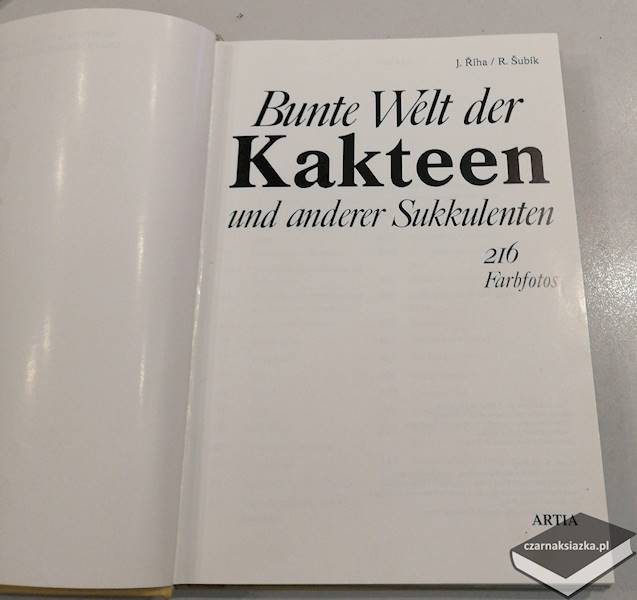 J. Říha / R. Šubík
Bunte Welt der
Kakteen
und anderer Sukkulenten
216
Farbfotos
ARTIA
czarnaksiazka.pl